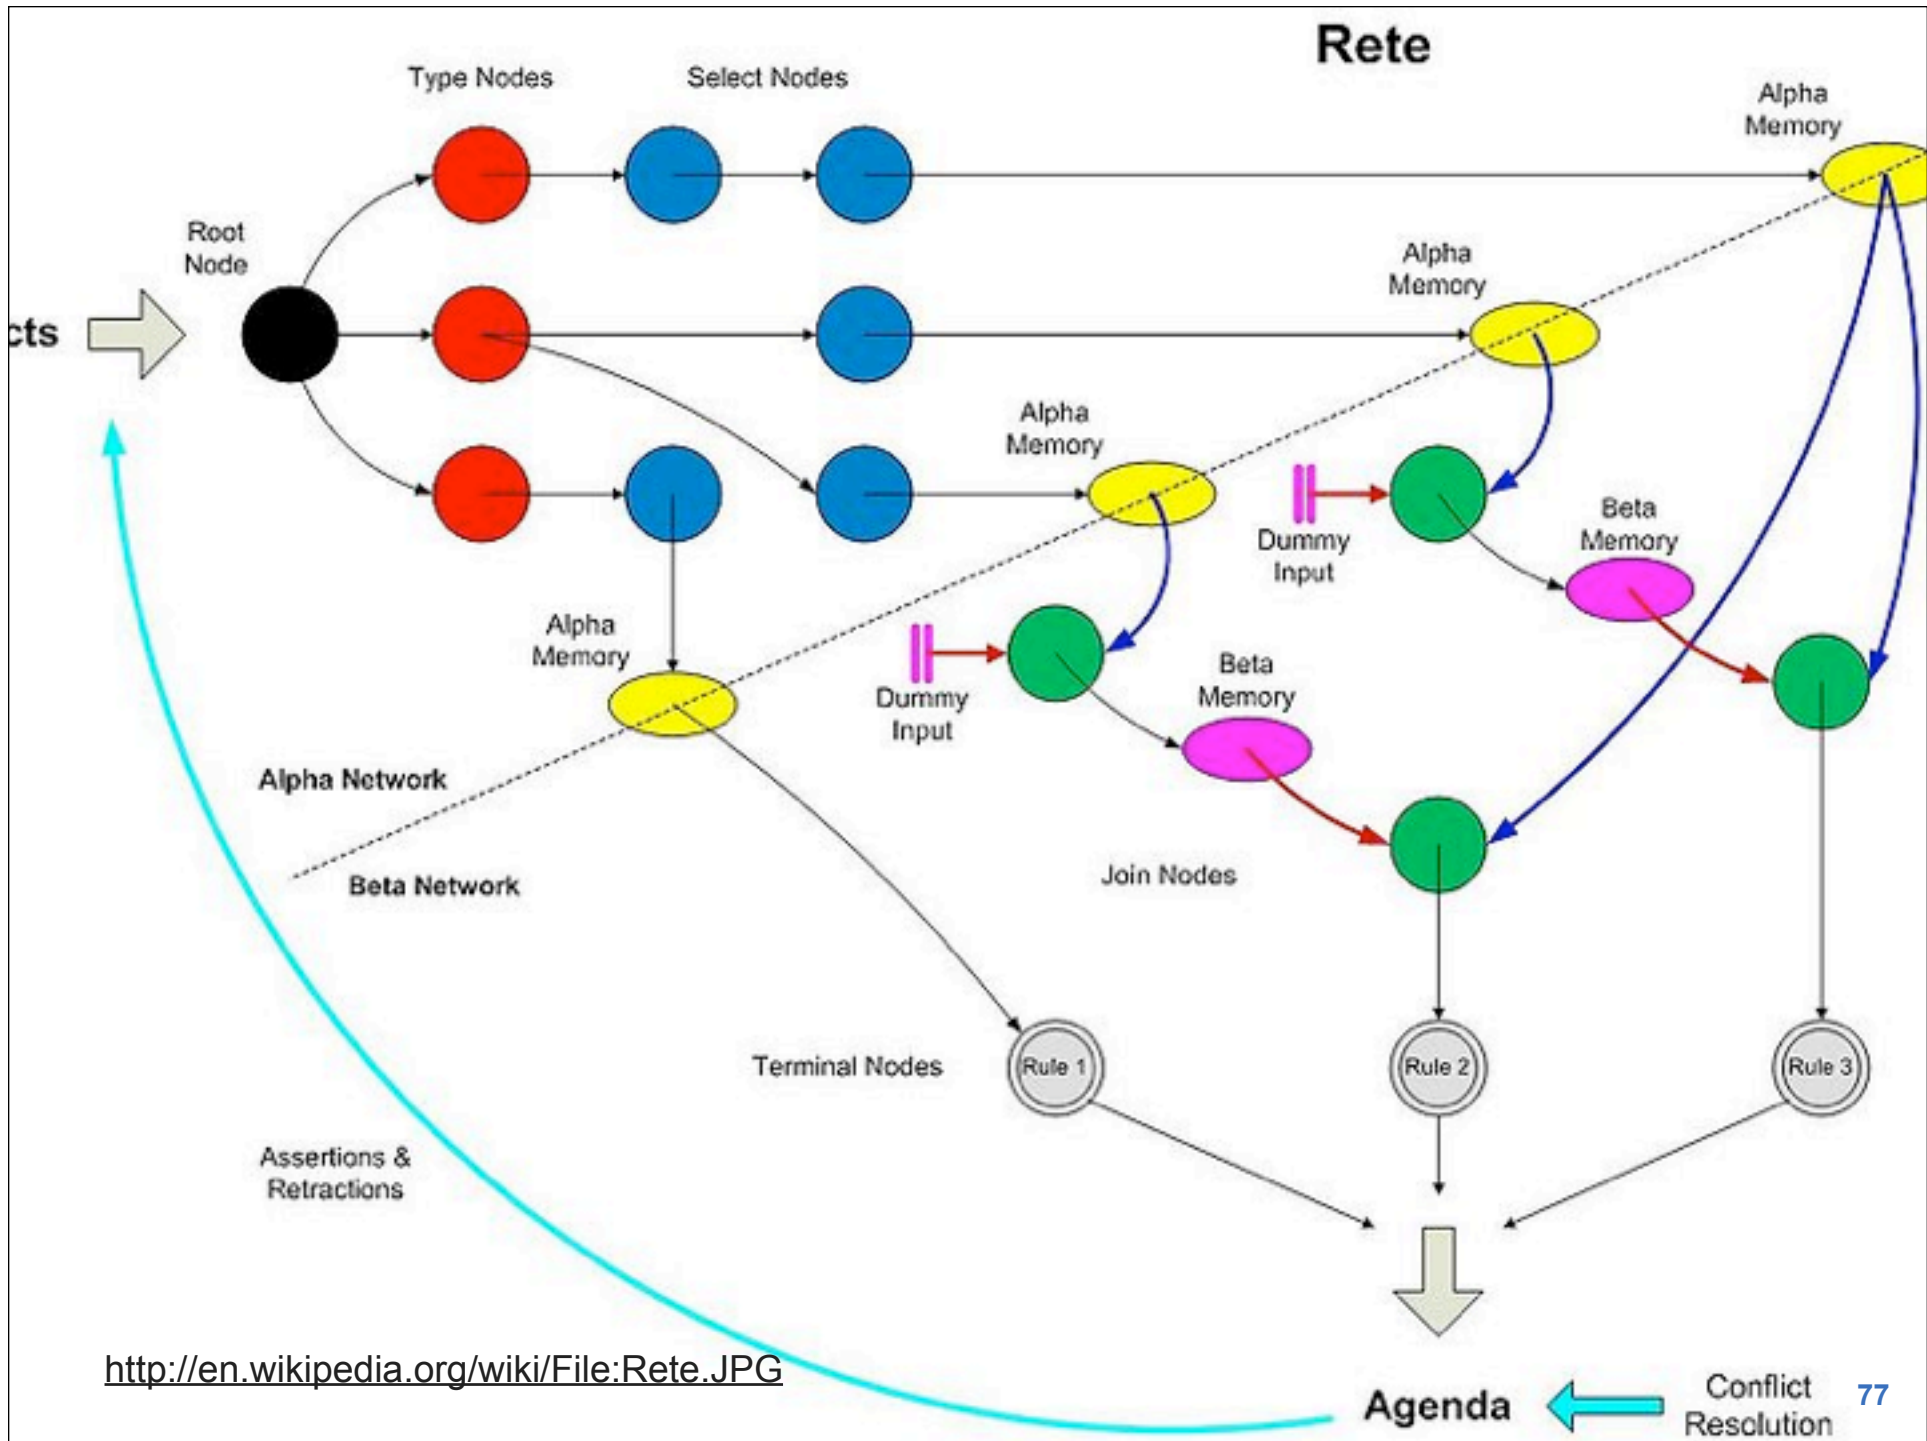 Rete
Type Nodes
Select Nodes
Alpha
Memory
Root
Node
Alpha
Memory
cts
Alpha
Memory
Beta
Memory
Dummy
Input
Alpha
Memory
Beta
Memory
Dummy
Input
Alpha Network
Beta Network
Join Nodes
Terminal Nodes
Rule 1
Rule 2
Rule 3
Assertions &
Retractions
http://en.wikipedia.org/wiki/File:Rete.JPG
Agenda
Conflict
Resolution
77